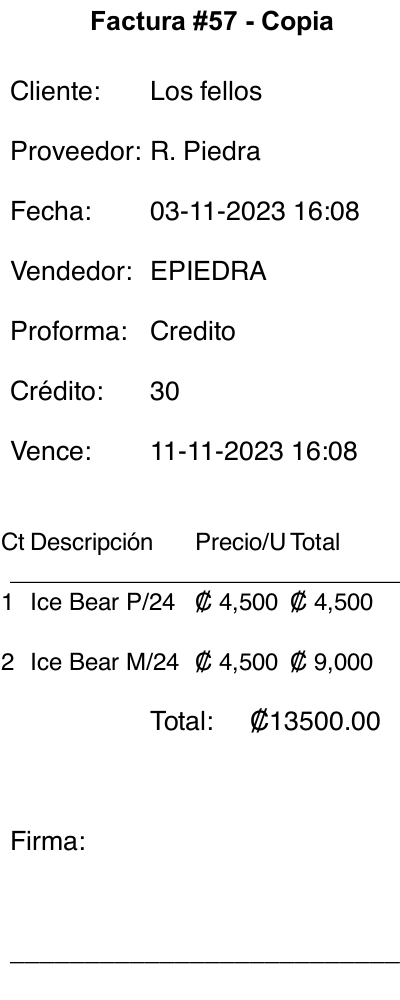 Factura #57 - Copia
Cliente: Los fellos
Proveedor: R. Piedra
Fecha: 03-11-2023 16:08
Vendedor: EPIEDRA
Proforma: Credito
Crédito: 30
Vence: 11-11-2023 16:08
Ct Descripción Precio/U Total
1 Ice Bear P/24 ₡ 4,500 ₡ 4,500
2 Ice Bear M/24 ₡ 4,500 ₡ 9,000
Total: ₡13500.00
Firma: